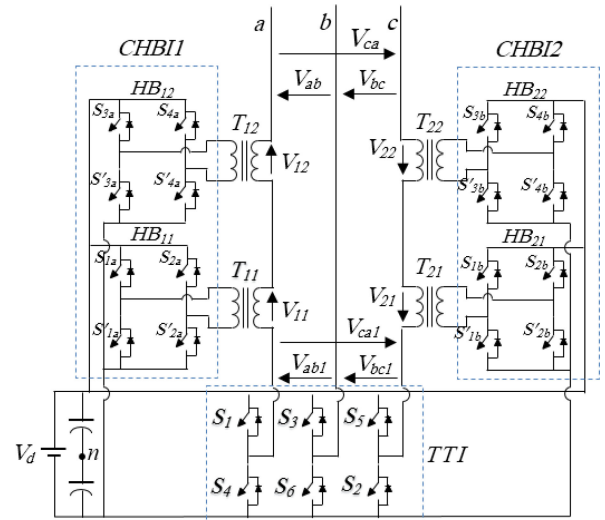 a b c
CHBI1 V_ca CHBI2
HB_12 V_ab V_bc HB_22
S_3a S_4a S_3b S_4b
T_12 T_22
V_12 V_22
S'_3a S'_4a S'_3b S'_4b
HB_11 HB_21
S_1a S_2a S_1b S_2b
T_11 T_21
V_11 V_21
S'_1a S'_2a S'_1b S'_2b
V_ca1
V_ab1 V_bc1
S_1 S_3 S_5
V_d n TTI
S_4 S_6 S_2